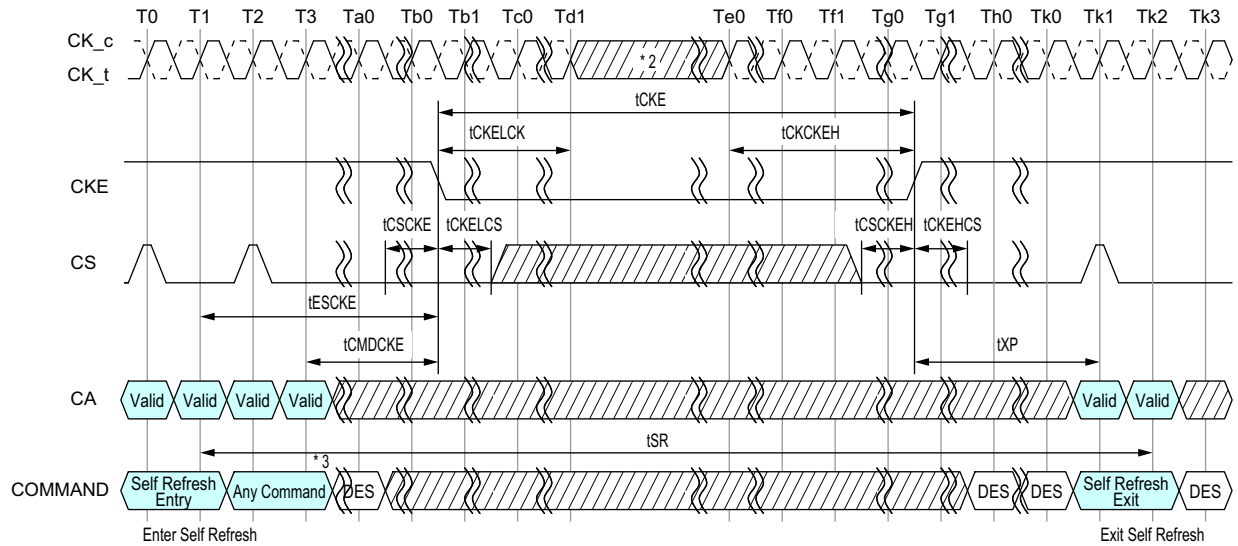 T0 T1 T2 T3 Ta0 Tb0 Tb1 Tc0 Td1 Te0 Tf0 Tf1 Tg0 Tg1 Th0 Tk0 Tk1 Tk2 Tk3
CK_c
CK_t
* 2
tCKE
tCKELCK tCKCKEH
CKE
tCSCKE tCKELCS tCSCKEH tCKEHCS
CS
tESCKE
tCMDCKE tXP
CA Valid Valid Valid Valid Valid Valid
tSR
* 3
COMMAND Self Refresh Entry Any Command DES DES DES Self Refresh Exit DES
Enter Self Refresh Exit Self Refresh